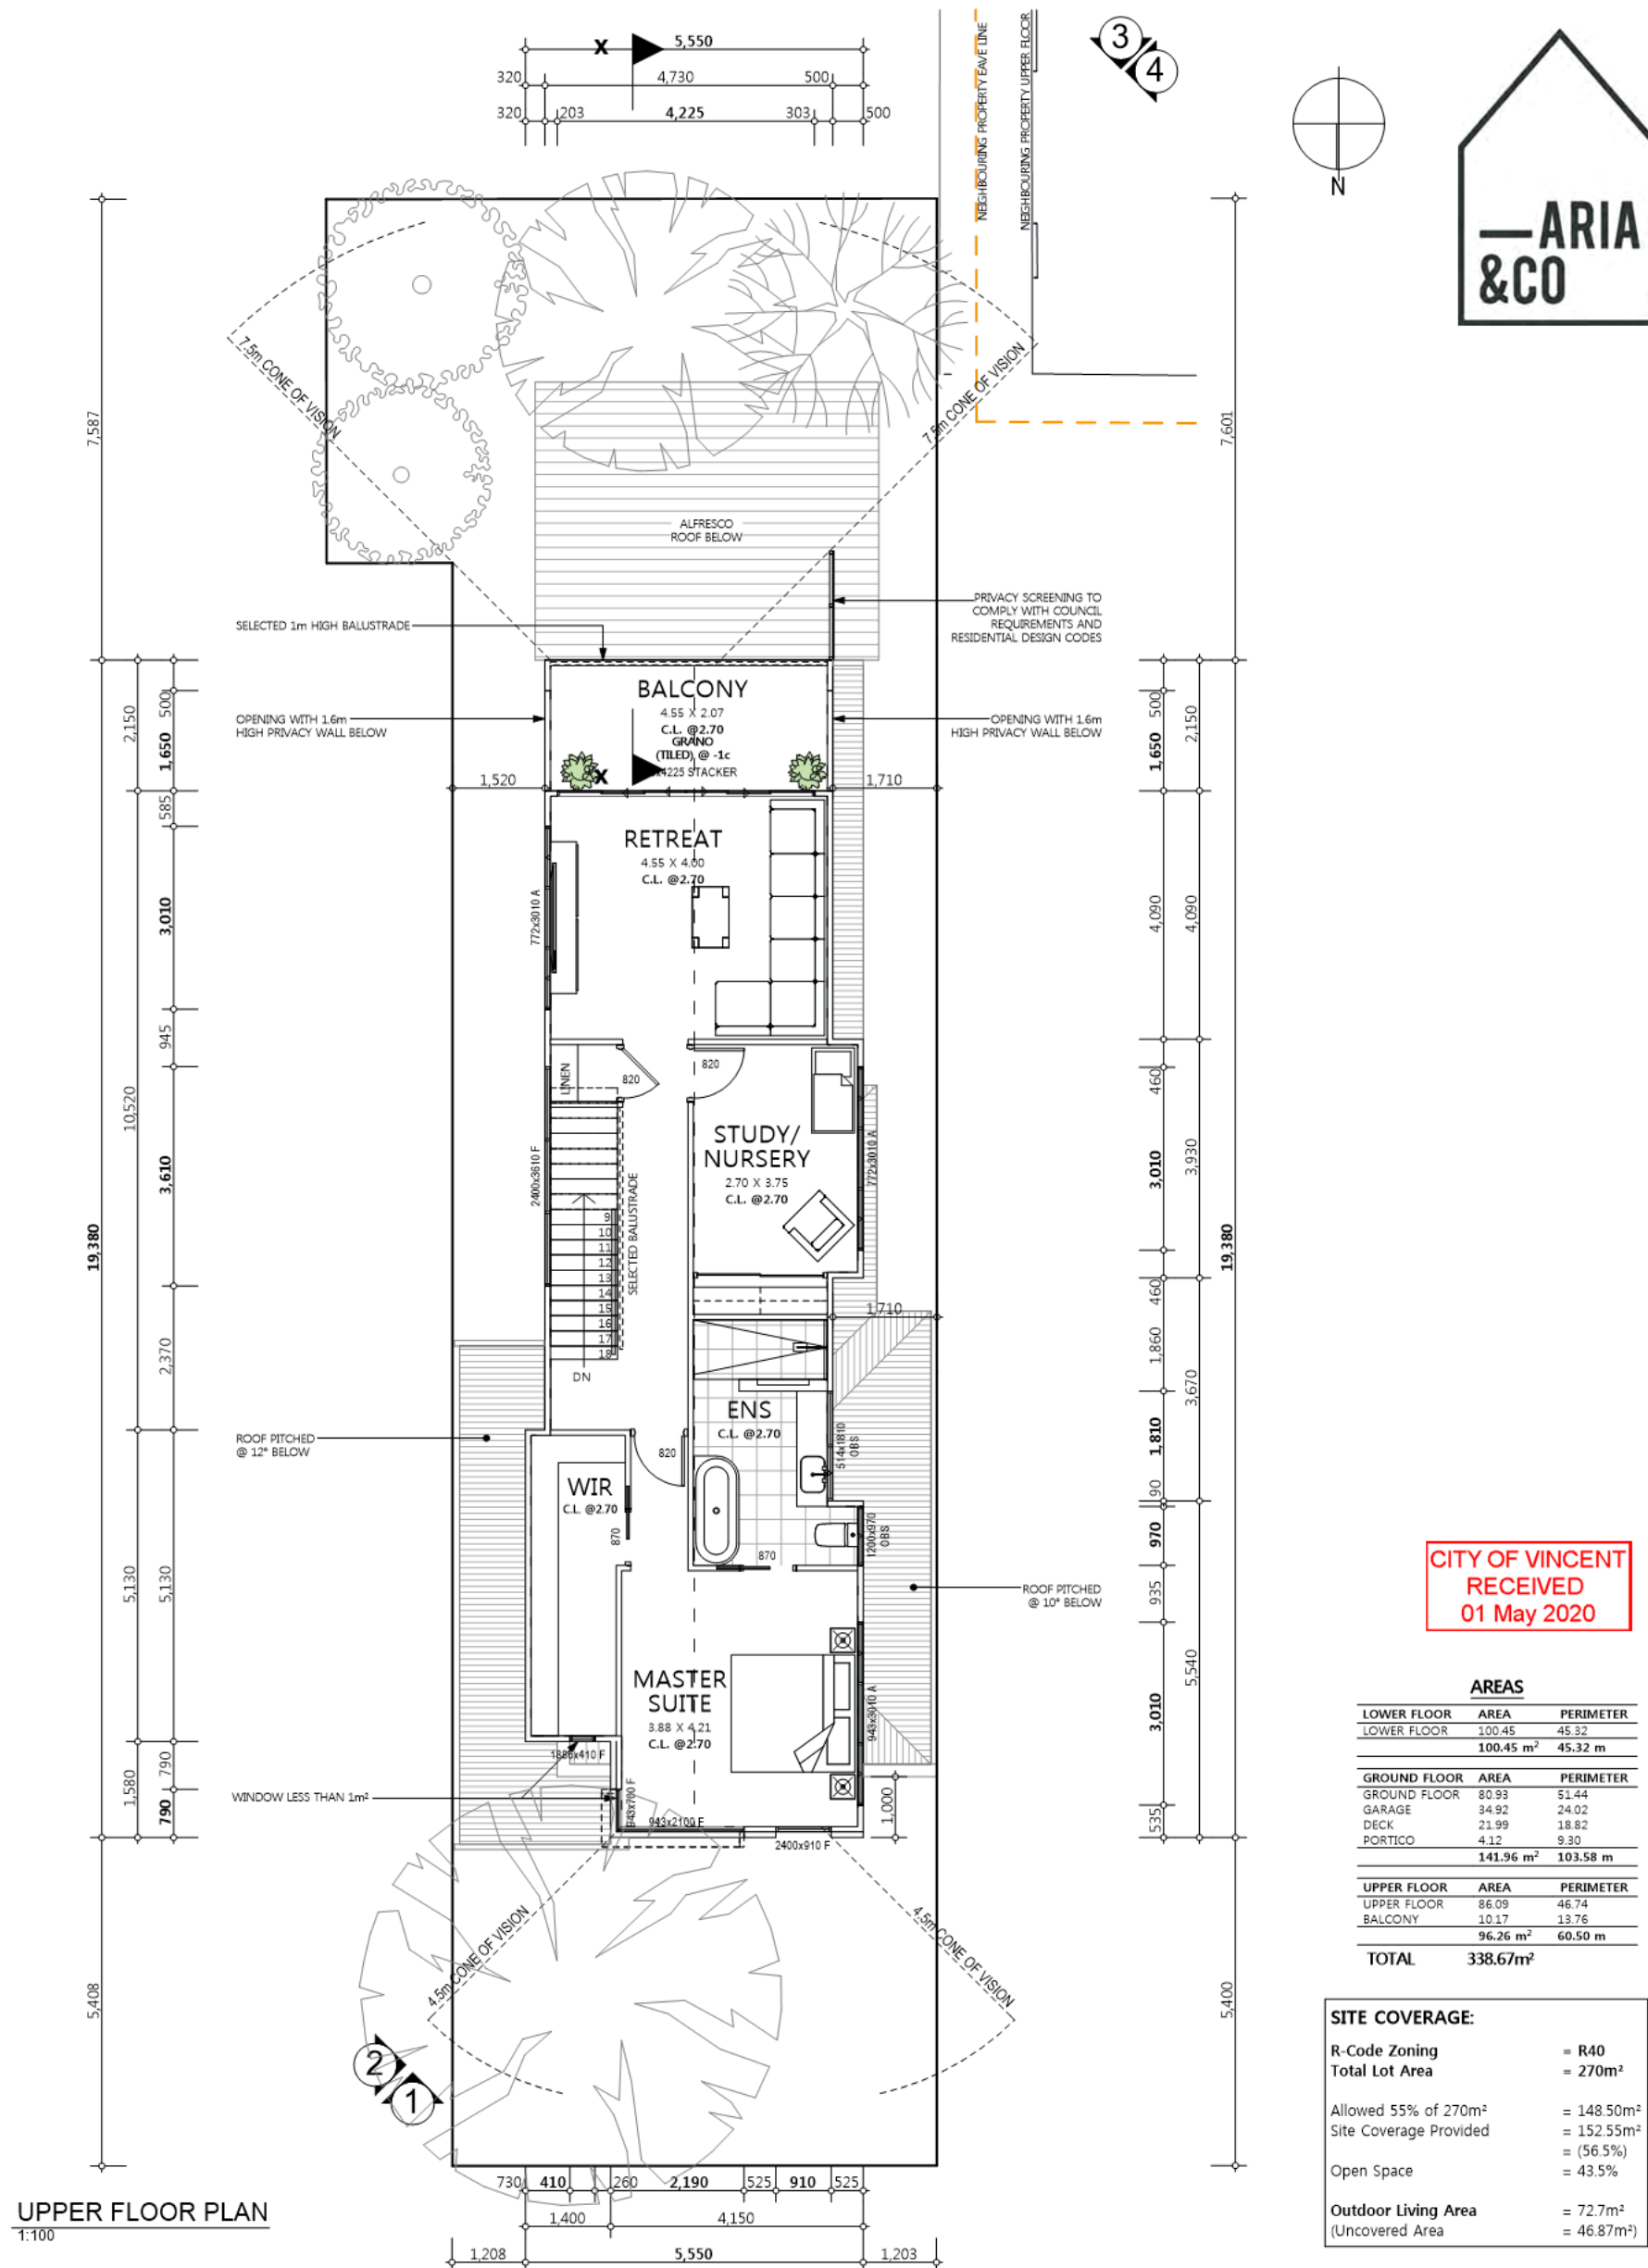 X
5,550
320
4,730
500
320
203
4,225
303
500
NEIGHBOURING PROPERTY EAVE LINE
NEIGHBOURING PROPERTY UPPER FLOOR
3
4
N
ARIA
&CO
7.5m CONE OF VISION
7.5m CONE OF VISION
7,587
7,601
ALFRESCO
ROOF BELOW
PRIVACY SCREENING TO
COMPLY WITH COUNCIL
REQUIREMENTS AND
RESIDENTIAL DESIGN CODES
SELECTED 1m HIGH BALUSTRADE
OPENING WITH 1.6m
HIGH PRIVACY WALL BELOW
BALCONY
4.55 X 2.07
C.L. @2.70
GRANO
(TILED) @ -1c
X
x4225 STACKER
OPENING WITH 1.6m
HIGH PRIVACY WALL BELOW
1,520
1,710
2,150
500
1,650
585
3,010
945
10,520
3,610
19,380
2,370
5,130
5,130
1,580
790
790
5,408
RETREAT
4.55 X 4.00
C.L. @2.70
772x3010 A
LINEN
820
820
STUDY/
NURSERY
2.70 X 3.75
C.L. @2.70
772x3010 A
2400x3610 F
SELECTED BALUSTRADE
9
10
11
12
13
14
15
16
17
18
DN
1,710
ENS
C.L. @2.70
514x1810
OBS
820
WIR
C.L. @2.70
870
870
1200x970
OBS
ROOF PITCHED
@ 12° BELOW
ROOF PITCHED
@ 10° BELOW
MASTER
SUITE
3.88 X 4.21
C.L. @2.70
943x3010 A
x410 F
WINDOW LESS THAN 1m²
943x700 F
943x2100 F
2400x910 F
1,000
4.5m CONE OF VISION
4.5m CONE OF VISION
500
1,650
2,150
4,090
4,090
460
3,010
3,930
19,380
460
1,860
3,670
1,810
90
970
935
5,540
3,010
535
5,400
2
1
730
410
260
2,190
525
910
525
1,400
4,150
1,208
5,550
1,203
UPPER FLOOR PLAN
1:100
CITY OF VINCENT
RECEIVED
01 May 2020
AREAS
LOWER FLOOR AREA PERIMETER
LOWER FLOOR 100.45 45.32
100.45 m² 45.32 m
GROUND FLOOR AREA PERIMETER
GROUND FLOOR 80.93 51.44
GARAGE 34.92 24.02
DECK 21.99 18.82
PORTICO 4.12 9.30
141.96 m² 103.58 m
UPPER FLOOR AREA PERIMETER
UPPER FLOOR 86.09 46.74
BALCONY 10.17 13.76
96.26 m² 60.50 m
TOTAL 338.67m²
SITE COVERAGE:
R-Code Zoning = R40
Total Lot Area = 270m²
Allowed 55% of 270m² = 148.50m²
Site Coverage Provided = 152.55m²
= (56.5%)
Open Space = 43.5%
Outdoor Living Area = 72.7m²
(Uncovered Area = 46.87m²)